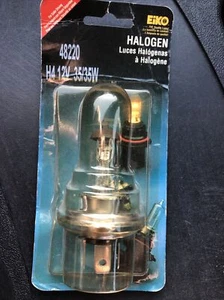 EiKO
HALOGEN
Luces Halógenas
à Halogène
48220
H4 12V 35/35W